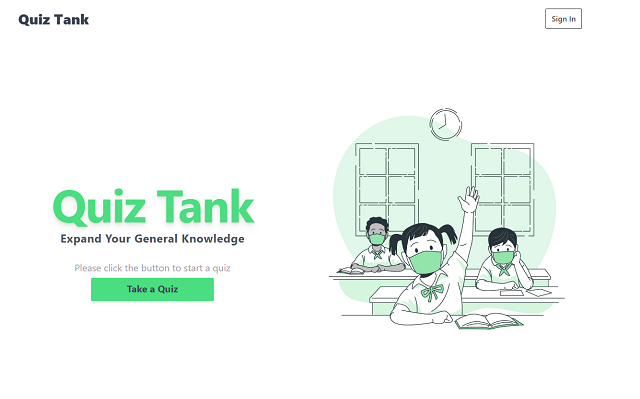 Quiz Tank
Sign In
Quiz Tank
Expand Your General Knowledge
Please click the button to start a quiz
Take a Quiz